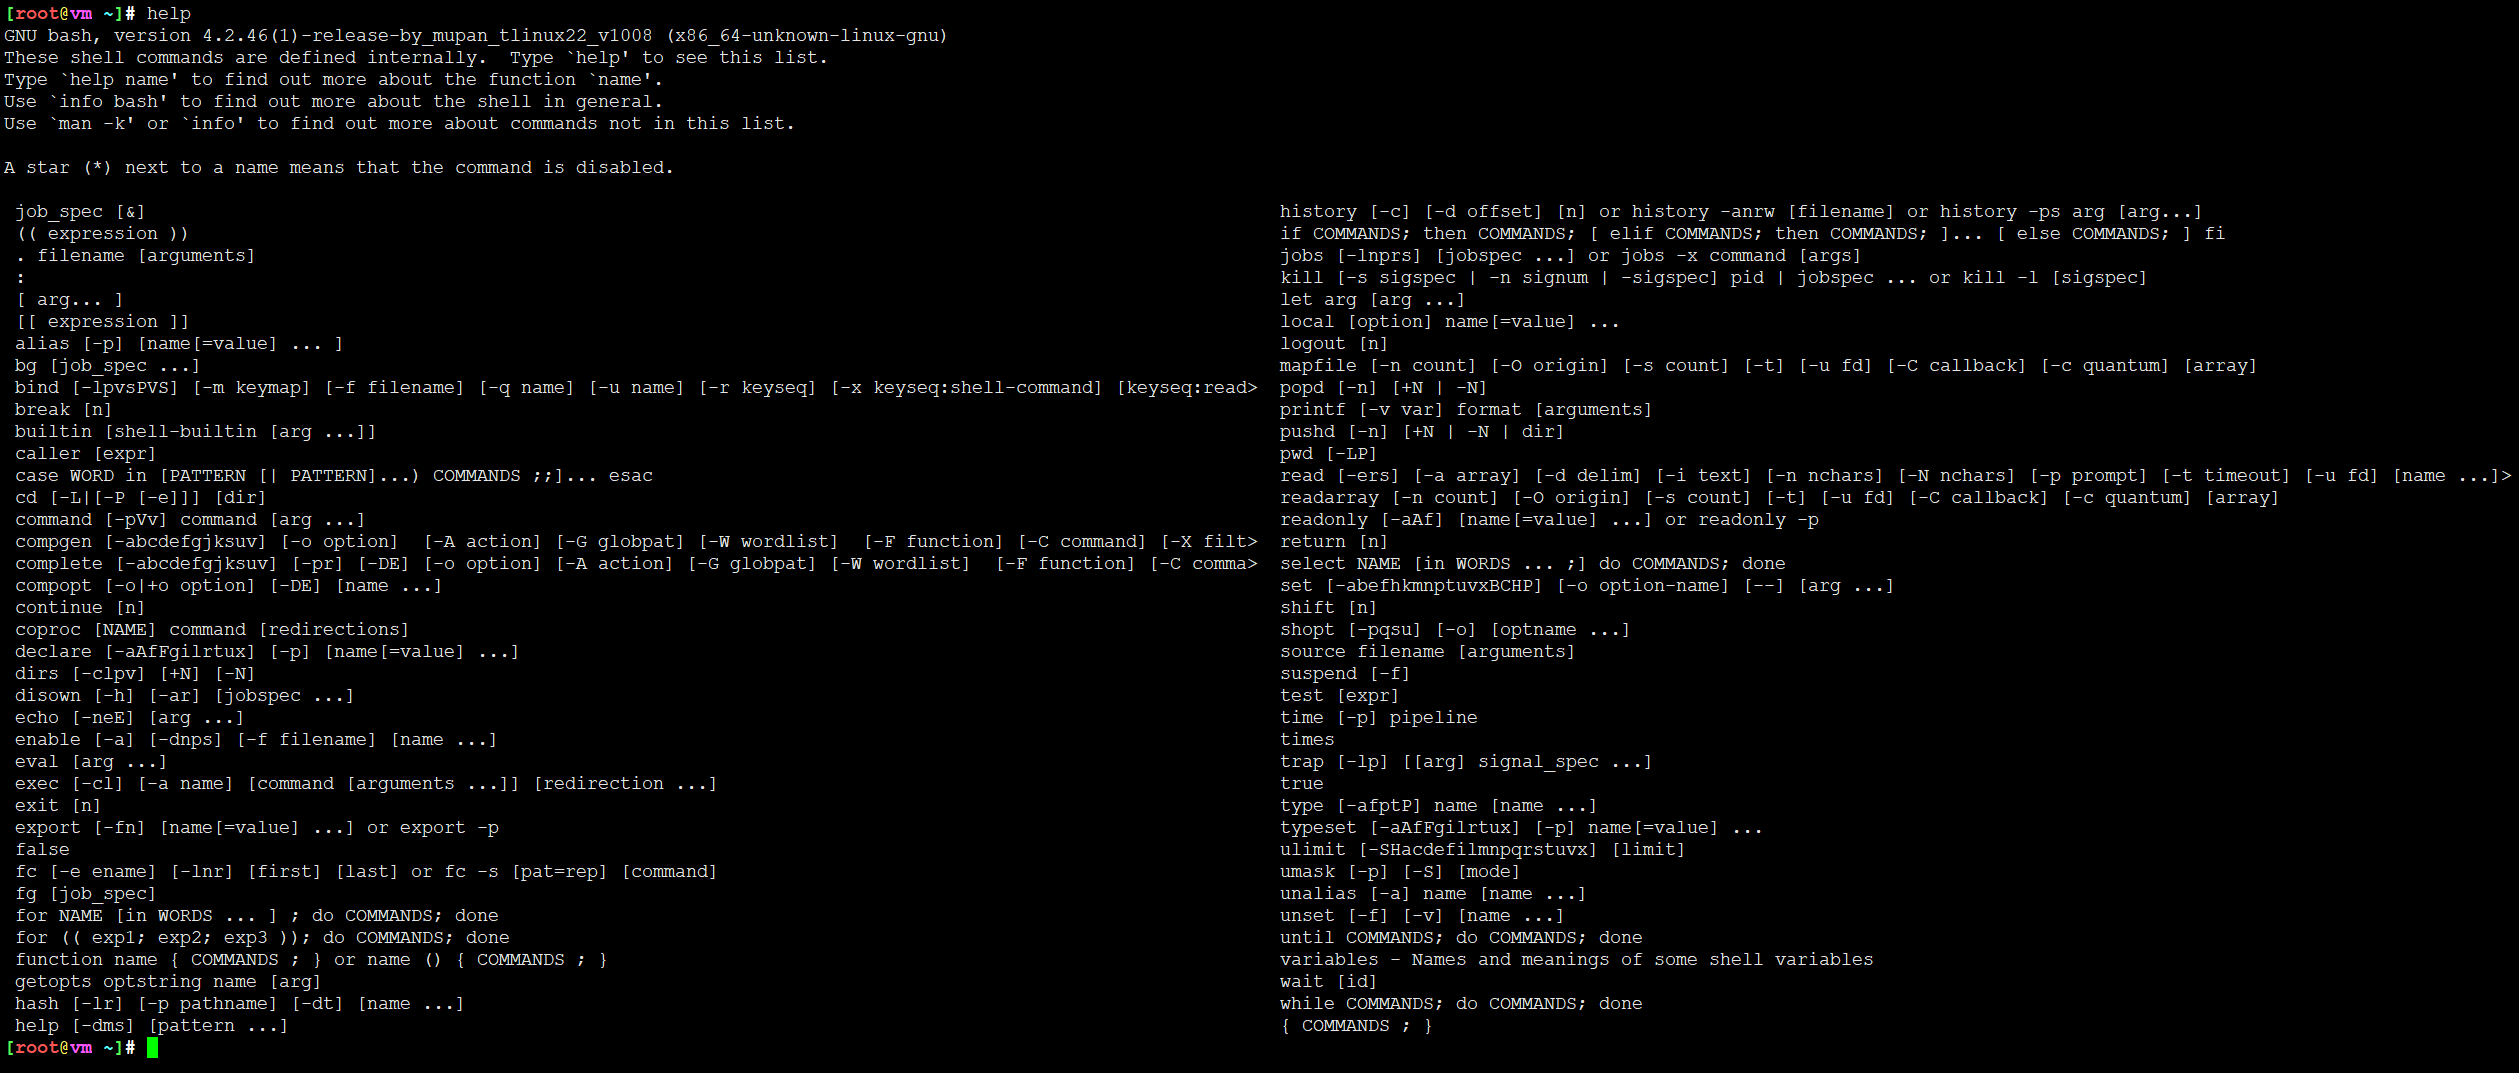 [root@vm ~]# help
GNU bash, version 4.2.46(1)-release-by_mupan_tlinux22_v1008 (x86_64-unknown-linux-gnu)
These shell commands are defined internally.  Type `help' to see this list.
Type `help name' to find out more about the function `name'.
Use `info bash' to find out more about the shell in general.
Use `man -k' or `info' to find out more about commands not in this list.

A star (*) next to a name means that the command is disabled.

job_spec [&]
(( expression ))
. filename [arguments]
:
[ arg... ]
[[ expression ]]
alias [-p] [name[=value] ... ]
bg [job_spec ...]
bind [-lpvsPVS] [-m keymap] [-f filename] [-q name] [-u name] [-r keyseq] [-x keyseq:shell-command] [keyseq:read>
break [n]
builtin [shell-builtin [arg ...]]
caller [expr]
case WORD in [PATTERN [| PATTERN]...) COMMANDS ;;]... esac
cd [-L|[-P [-e]]] [dir]
command [-pVv] command [arg ...]
compgen [-abcdefgjksuv] [-o option]  [-A action] [-G globpat] [-W wordlist]  [-F function] [-C command] [-X filt>
complete [-abcdefgjksuv] [-pr] [-DE] [-o option] [-A action] [-G globpat] [-W wordlist]  [-F function] [-C comma>
compopt [-o|+o option] [-DE] [name ...]
continue [n]
coproc [NAME] command [redirections]
declare [-aAfFgilrtux] [-p] [name[=value] ...]
dirs [-clpv] [+N] [-N]
disown [-h] [-ar] [jobspec ...]
echo [-neE] [arg ...]
enable [-a] [-dnps] [-f filename] [name ...]
eval [arg ...]
exec [-cl] [-a name] [command [arguments ...]] [redirection ...]
exit [n]
export [-fn] [name[=value] ...] or export -p
false
fc [-e ename] [-lnr] [first] [last] or fc -s [pat=rep] [command]
fg [job_spec]
for NAME [in WORDS ... ] ; do COMMANDS; done
for (( exp1; exp2; exp3 )); do COMMANDS; done
function name { COMMANDS ; } or name () { COMMANDS ; }
getopts optstring name [arg]
hash [-lr] [-p pathname] [-dt] [name ...]
help [-dms] [pattern ...]
history [-c] [-d offset] [n] or history -anrw [filename] or history -ps arg [arg...]
if COMMANDS; then COMMANDS; [ elif COMMANDS; then COMMANDS; ]... [ else COMMANDS; ] fi
jobs [-lnprs] [jobspec ...] or jobs -x command [args]
kill [-s sigspec | -n signum | -sigspec] pid | jobspec ... or kill -l [sigspec]
let arg [arg ...]
local [option] name[=value] ...
logout [n]
mapfile [-n count] [-O origin] [-s count] [-t] [-u fd] [-C callback] [-c quantum] [array]
popd [-n] [+N | -N]
printf [-v var] format [arguments]
pushd [-n] [+N | -N | dir]
pwd [-LP]
read [-ers] [-a array] [-d delim] [-i text] [-n nchars] [-N nchars] [-p prompt] [-t timeout] [-u fd] [name ...]>
readarray [-n count] [-O origin] [-s count] [-t] [-u fd] [-C callback] [-c quantum] [array]
readonly [-aAf] [name[=value] ...] or readonly -p
return [n]
select NAME [in WORDS ... ;] do COMMANDS; done
set [-abefhkmnptuvxBCHP] [-o option-name] [--] [arg ...]
shift [n]
shopt [-pqsu] [-o] [optname ...]
source filename [arguments]
suspend [-f]
test [expr]
time [-p] pipeline
times
trap [-lp] [[arg] signal_spec ...]
true
type [-afptP] name [name ...]
typeset [-aAfFgilrtux] [-p] name[=value] ...
ulimit [-SHacdefilmnpqrstuvx] [limit]
umask [-p] [-S] [mode]
unalias [-a] name [name ...]
unset [-f] [-v] [name ...]
until COMMANDS; do COMMANDS; done
variables - Names and meanings of some shell variables
wait [id]
while COMMANDS; do COMMANDS; done
{ COMMANDS ; }
[root@vm ~]#